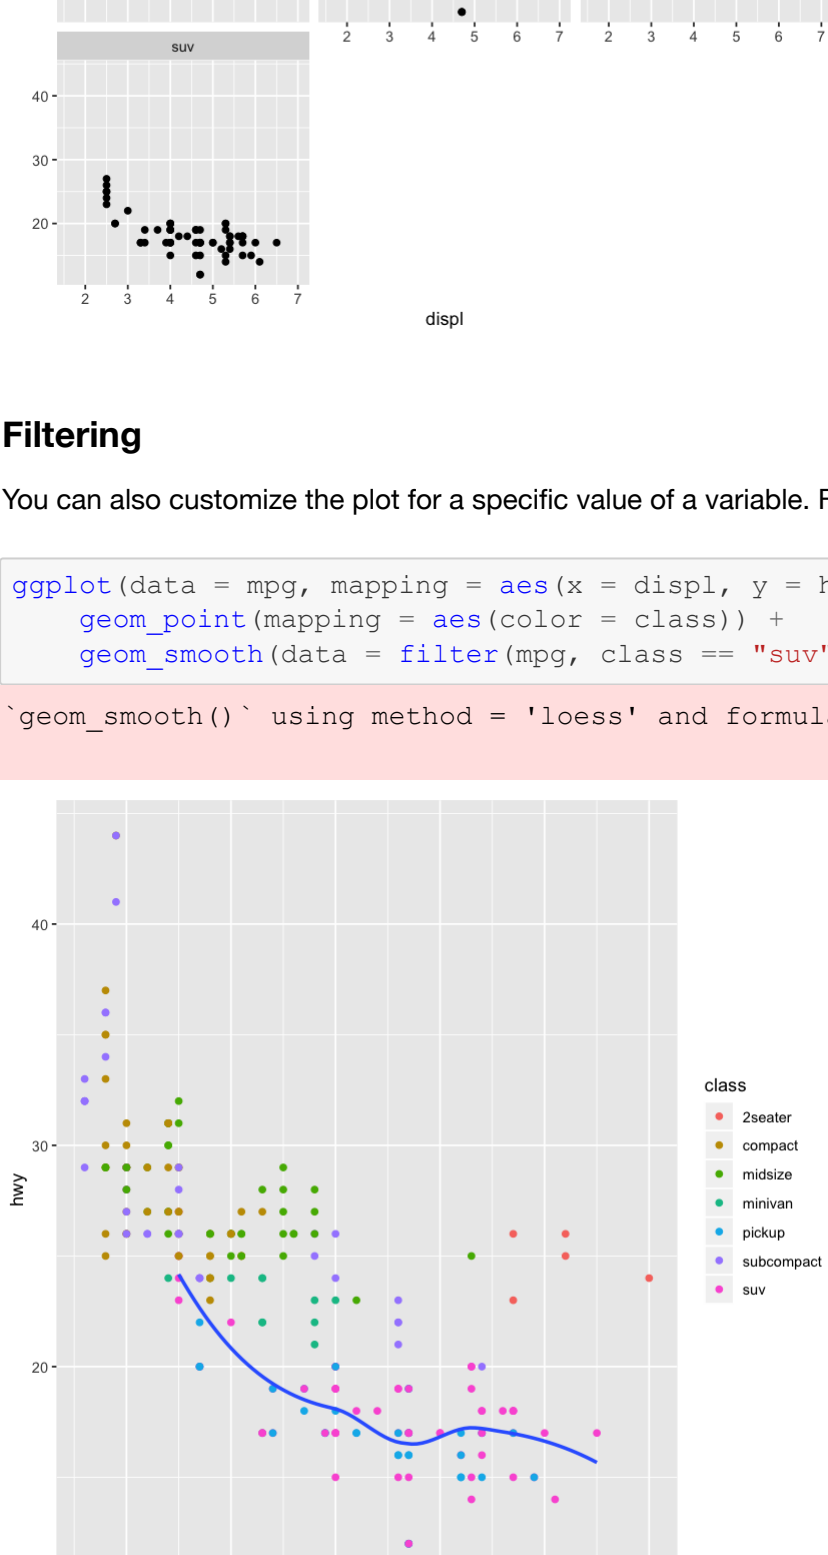 2 3 4 5 6 7 2 3 4 5 6 7
suv
40
30
20
2 3 4 5 6 7
displ
Filtering
You can also customize the plot for a specific value of a variable. F
ggplot(data = mpg, mapping = aes(x = displ, y = h
geom_point(mapping = aes(color = class)) +
geom_smooth(data = filter(mpg, class == "suv"
`geom_smooth()` using method = 'loess' and formul
40
30
20
hwy
class
2seater
compact
midsize
minivan
pickup
subcompact
suv